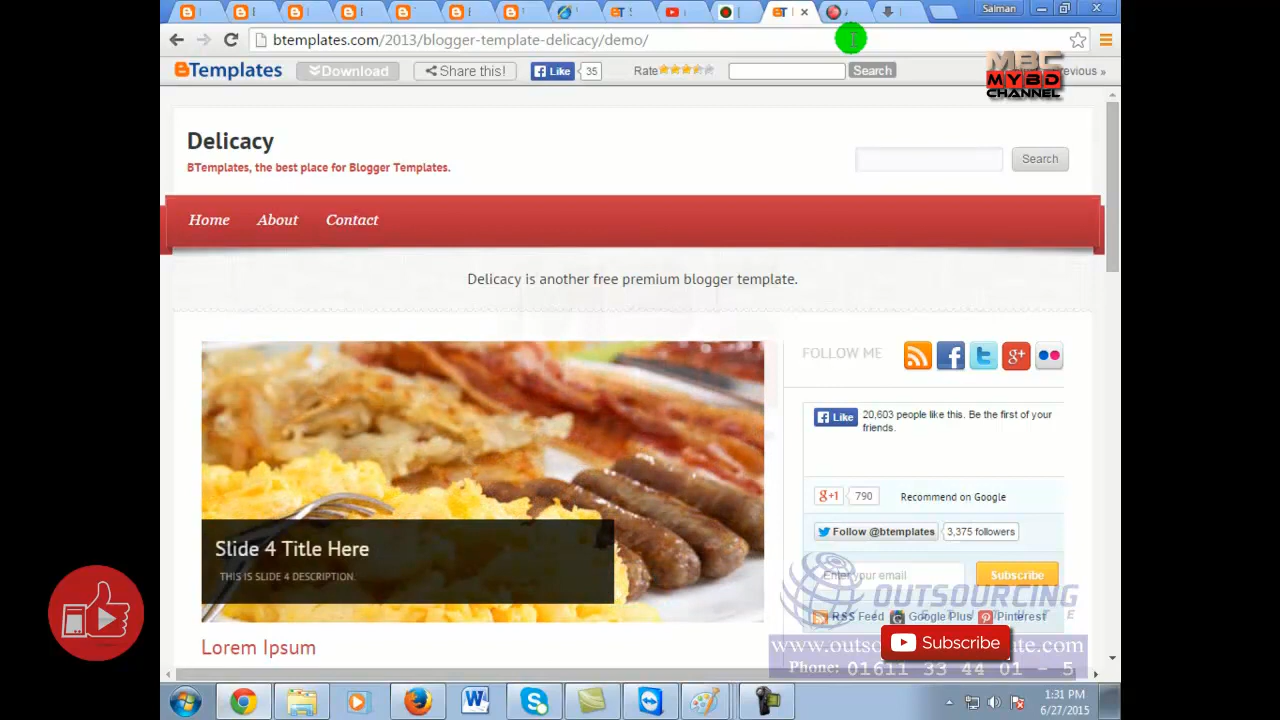 Salman
btemplates.com/2013/blogger-template-delicacy/demo/
BTemplates
Download
Share this!
Like
35
Rate
Search
revious »
MBC
MYBD
CHANNEL
Delicacy
BTemplates, the best place for Blogger Templates.
Search
Home About Contact
Delicacy is another free premium blogger template.
FOLLOW ME
Like
20,603 people like this. Be the first of your
friends.
g+1
790
Recommend on Google
Follow @btemplates
3,375 followers
Enter your email
Subscribe
OUTSOURCING
RSS Feed
Google Plus
Pinterest
Slide 4 Title Here
THIS IS SLIDE 4 DESCRIPTION.
Lorem Ipsum
Subscribe
Phone: 01611 33 44 01 - 5
1:31 PM
6/27/2015